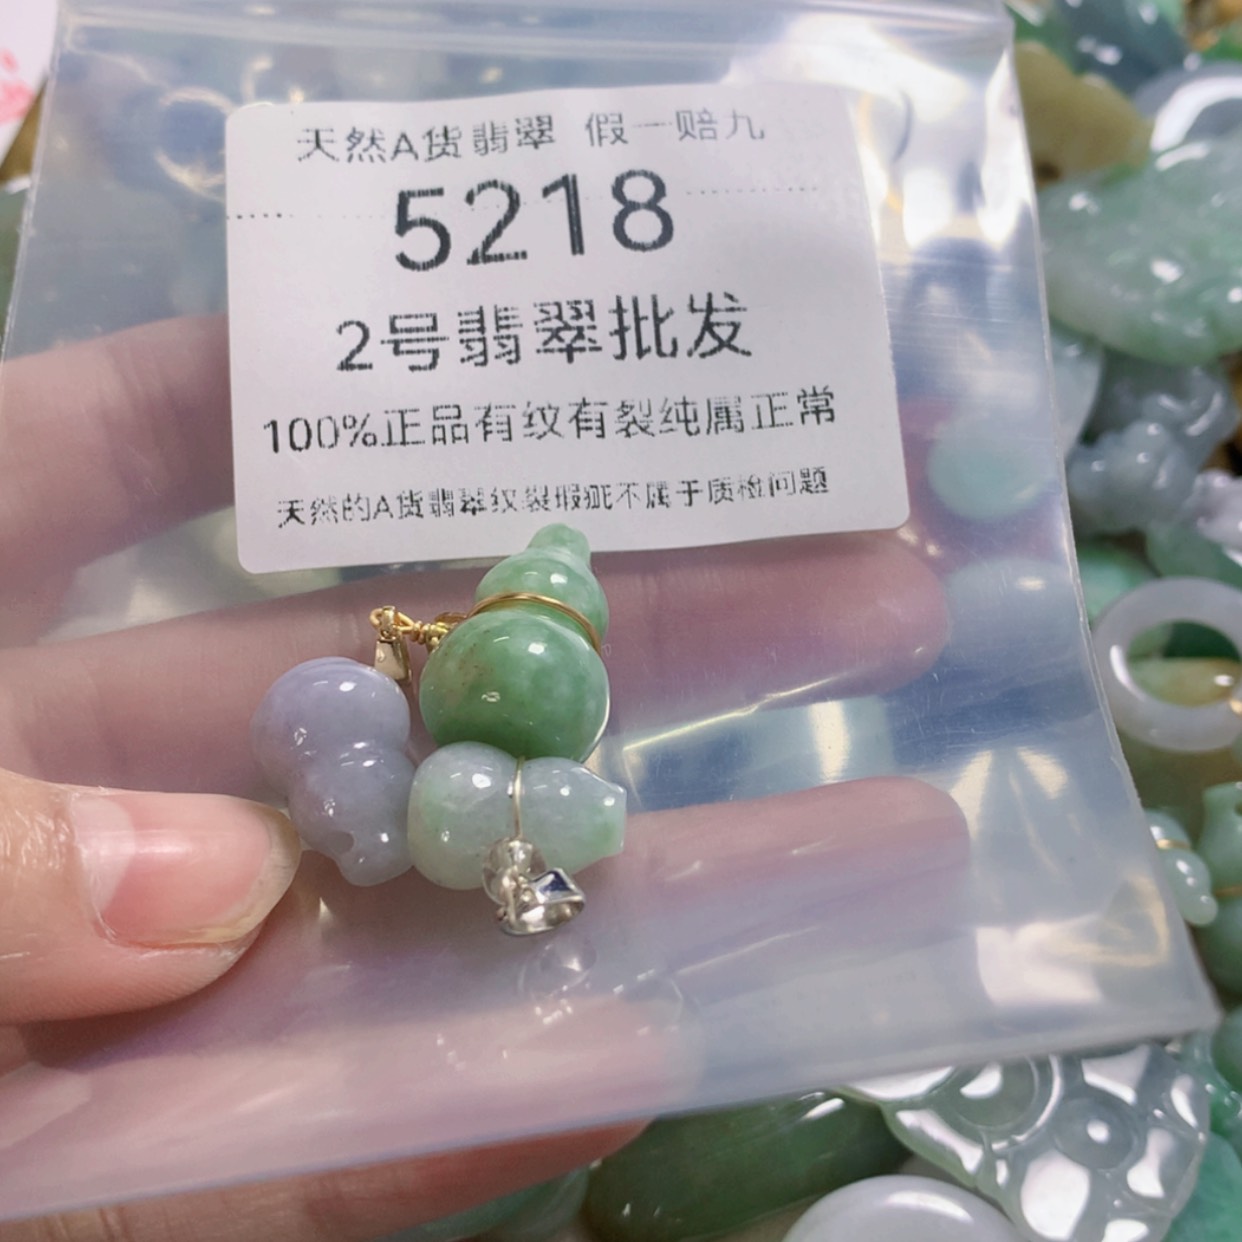 天然A货翡翠 假一赔九
5218
2号翡翠批发
100%正品有纹有裂纯属正常
天然的A货翡翠纹裂瑕疵不属于质检问题